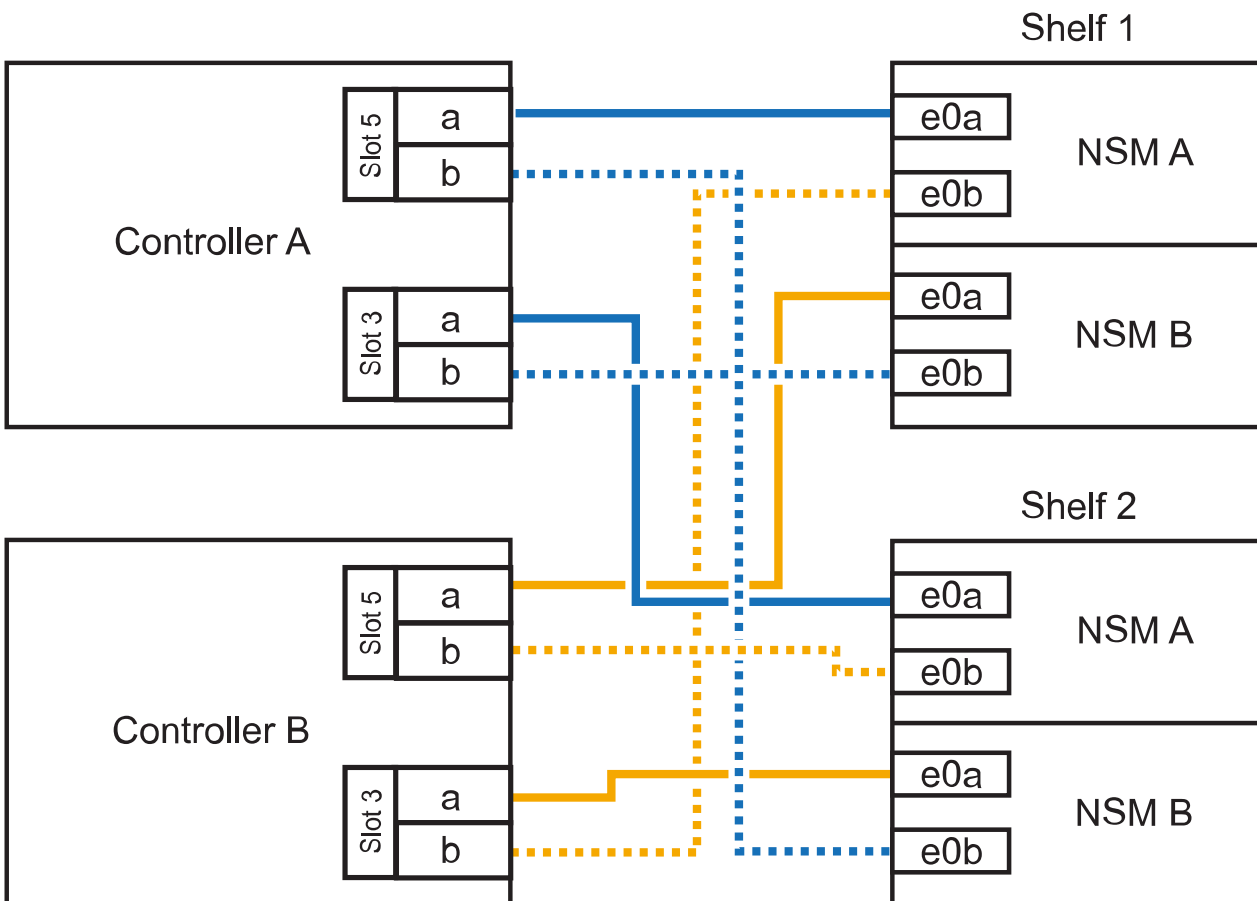 Shelf 1
Slot 5
a
b
Controller A
Slot 3
a
b
e0a
e0b
NSM A
e0a
e0b
NSM B
Shelf 2
Slot 5
a
b
Controller B
Slot 3
a
b
e0a
e0b
NSM A
e0a
e0b
NSM B